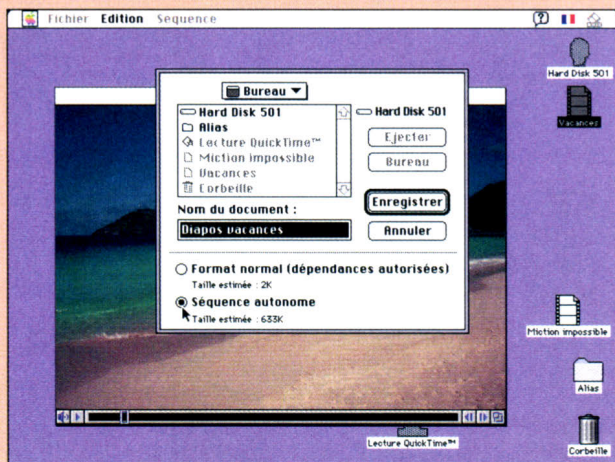 Fichier Edition Sequence
Bureau
Hard Disk 501
Alias
Lecture QuickTime™
Miction impossible
Vacances
Corbeille
Hard Disk 501
Ejecter
Bureau
Enregistrer
Annuler
Nom du document :
Diapos vacances
Format normal (dépendances autorisées)
Taille estimée : 2K
Séquence autonome
Taille estimée : 633K
Hard Disk 501
Vacances
Miction impossible
Alias
Lecture QuickTime™
Corbeille